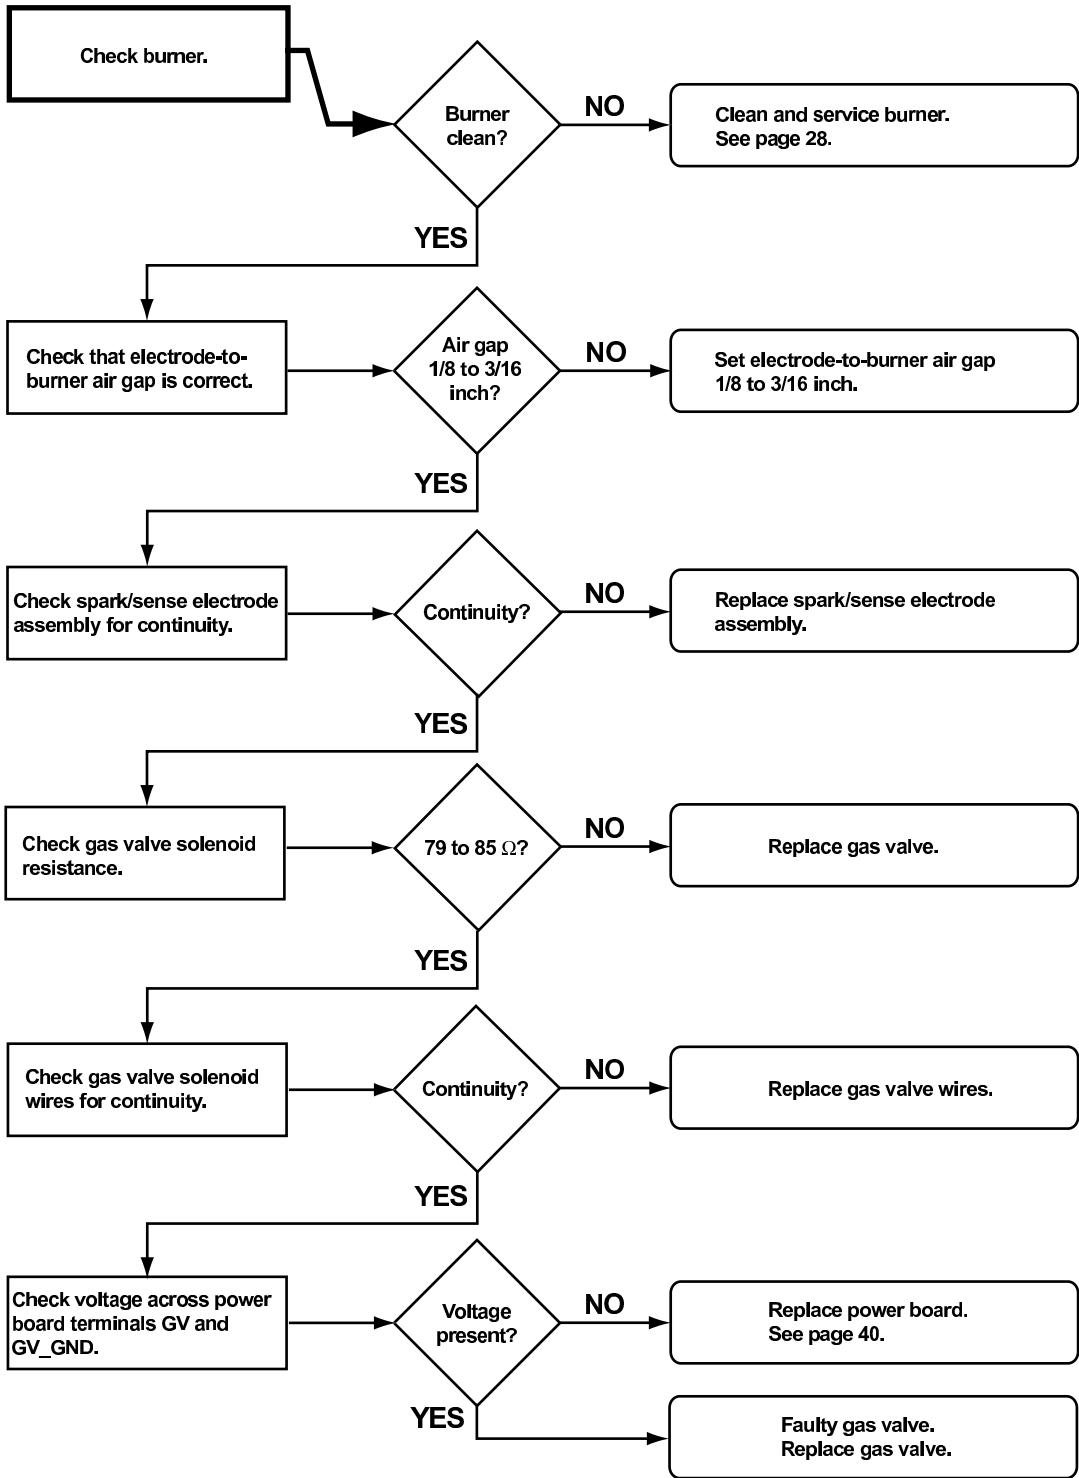 Check burner.
Burner
clean?
NO
Clean and service burner.
See page 28.
YES
Check that electrode-to-
burner air gap is correct.
Air gap
1/8 to 3/16
inch?
NO
Set electrode-to-burner air gap
1/8 to 3/16 inch.
YES
Check spark/sense electrode
assembly for continuity.
Continuity?
NO
Replace spark/sense electrode
assembly.
YES
Check gas valve solenoid
resistance.
79 to 85 Ω?
NO
Replace gas valve.
YES
Check gas valve solenoid
wires for continuity.
Continuity?
NO
Replace gas valve wires.
YES
Check voltage across power
board terminals GV and
GV_GND.
Voltage
present?
NO
Replace power board.
See page 40.
YES
Faulty gas valve.
Replace gas valve.